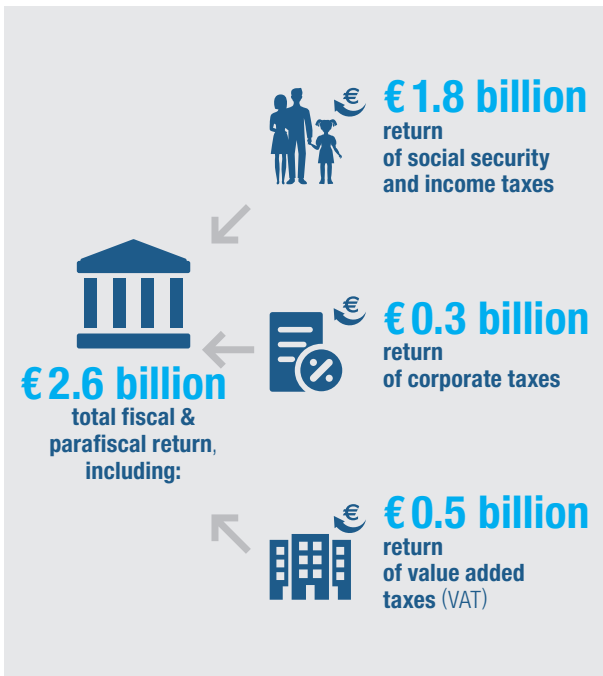 € 1.8 billion
return
of social security
and income taxes
€ 2.6 billion
total fiscal &
parafiscal return,
including:
€ 0.3 billion
return
of corporate taxes
€ 0.5 billion
return
of value added
taxes (VAT)